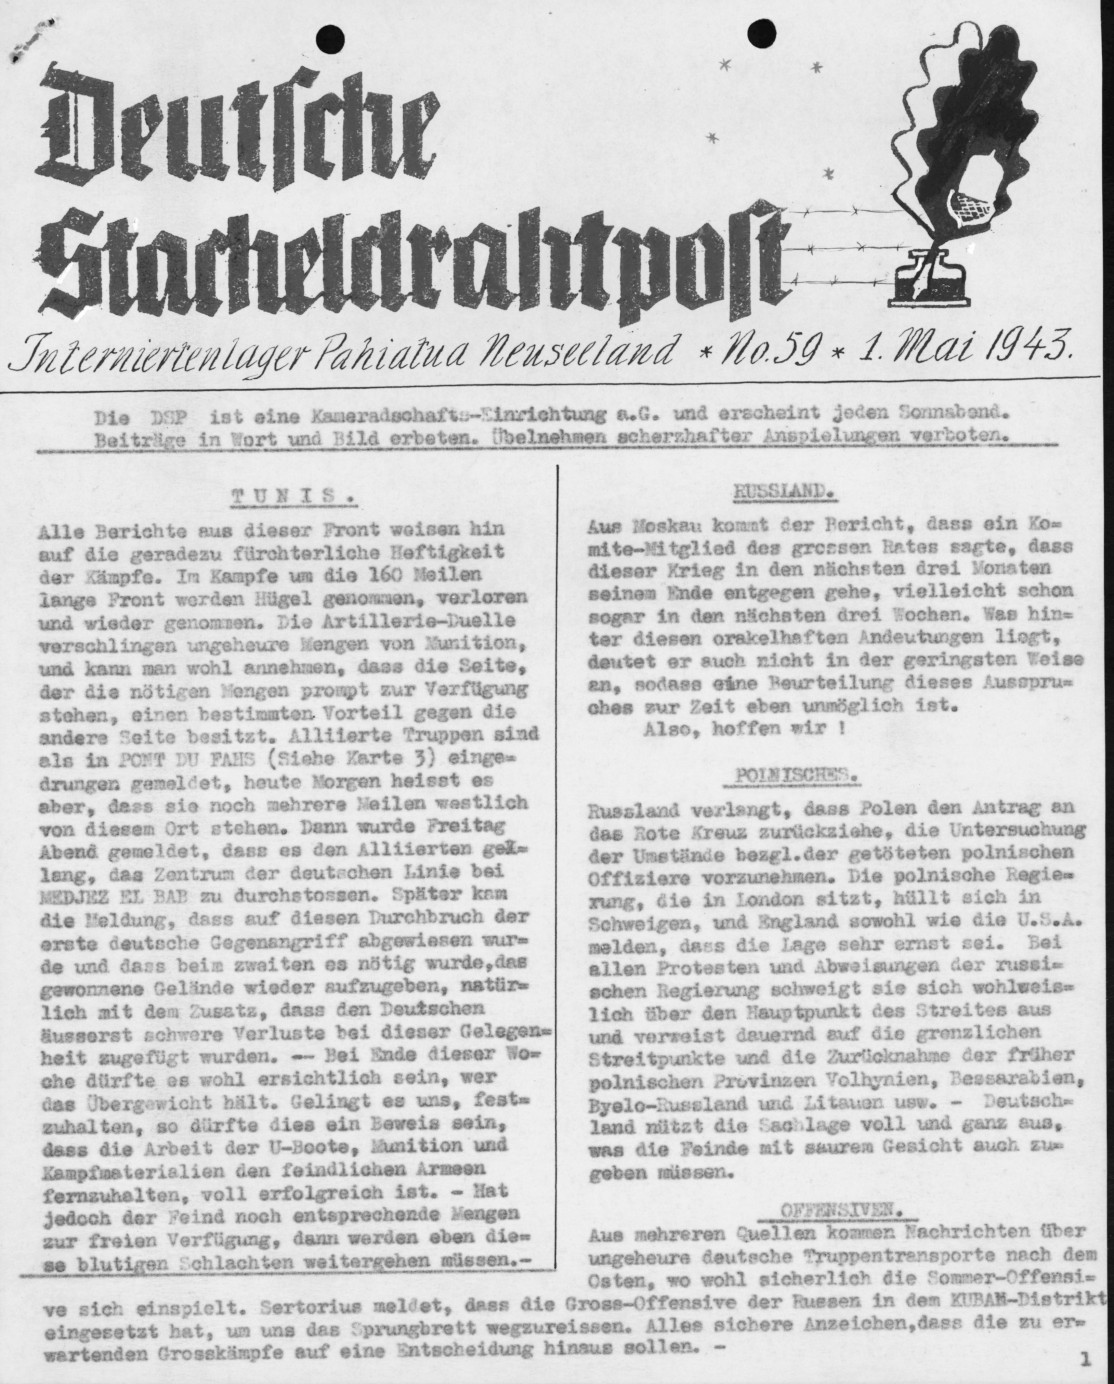 Deutsche
Stacheldrahtpost
Interniertenlager Pahiatua Neuseeland * No. 59 * 1. Mai 1943.
Die DSP ist eine Kameradschafts-Einrichtung a.G. und erscheint jeden Sonnabend.
Beiträge in Wort und Bild erbeten. Übelnehmen scherzhafter Anspielungen verboten.
T U N I S .
Alle Berichte aus dieser Front weisen hin
auf die geradezu fürchterliche Heftigkeit
der Kämpfe. Im Kampfe um die 160 Meilen
lange Front werden Hügel genommen, verloren
und wieder genommen. Die Artillerie-Duelle
verschlingen ungeheure Mengen von Munition,
und kann man wohl annehmen, dass die Seite,
der die nötigen Mengen prompt zur Verfügung
stehen, einen bestimmten Vorteil gegen die
andere Seite besitzt. Alliierte Truppen sind
als in PONT DU FAHS (Siehe Karte 3) einge=
drungen gemeldet, heute Morgen heisst es
aber, dass sie noch mehrere Meilen westlich
von diesem Ort stehen. Dann wurde Freitag
Abend gemeldet, dass es den Alliierten gel=
lang, das Zentrum der deutschen Linie bei
MEDJEZ EL BAB zu durchstossen. Später kam
die Meldung, dass auf diesen Durchbruch der
erste deutsche Gegenangriff abgewiesen wur=
de und dass beim zweiten es nötig wurde,das
gewonnene Gelände wieder aufzugeben, natür=
lich mit dem Zusatz, dass den Deutschen
äusserst schwere Verluste bei dieser Gelegen=
heit zugefügt wurden. -- Bei Ende dieser Wo=
che dürfte es wohl ersichtlich sein, wer
das Übergewicht hält. Gelingt es uns, fest=
zuhalten, so dürfte dies ein Beweis sein,
dass die Arbeit der U-Boote, Munition und
Kampfmaterialien den feindlichen Armeen
fernzuhalten, voll erfolgreich ist. - Hat
jedoch der Feind noch entsprechende Mengen
zur freien Verfügung, dann werden eben die=
se blutigen Schlachten weitergehen müssen.-
RUSSLAND.
Aus Moskau kommt der Bericht, dass ein Ko=
mite-Mitglied des grossen Rates sagte, dass
dieser Krieg in den nächsten drei Monaten
seinem Ende entgegen gehe, vielleicht schon
sogar in den nächsten drei Wochen. Was hin=
ter diesen orakelhaften Andeutungen liegt,
deutet er auch nicht in der geringsten Weise
an, sodass eine Beurteilung dieses Ausspru=
ches zur Zeit eben unmöglich ist.
Also, hoffen wir !
POLNISCHES.
Russland verlangt, dass Polen den Antrag an
das Rote Kreuz zurückziehe, die Untersuchung
der Umstände bezgl.der getöteten polnischen
Offiziere vorzunehmen. Die polnische Regie=
rung, die in London sitzt, hüllt sich in
Schweigen, und England sowohl wie die U.S.A.
melden, dass die Lage sehr ernst sei. Bei
allen Protesten und Abweisungen der russi=
schen Regierung schweigt sie sich wohlweis=
lich über den Hauptpunkt des Streites aus
und verweist dauernd auf die grenzlichen
Streitpunkte und die Zurücknahme der früher
polnischen Provinzen Volhynien, Bessarabien,
Byelo-Russland und Litauen usw. - Deutsch=
land nützt die Sachlage voll und ganz aus,
was die Feinde mit saurem Gesicht auch zu=
geben müssen.
OFFENSIVEN.
Aus mehreren Quellen kommen Nachrichten über
ungeheure deutsche Truppentransporte nach dem
Osten, wo wohl sicherlich die Sommer-Offensi=
ve sich einspielt. Sertorius meldet, dass die Gross-Offensive der Russen in dem KUBAN-Distrikt
eingesetzt hat, um uns das Sprungbrett wegzureissen. Alles sichere Anzeichen,dass die zu er=
wartenden Grosskämpfe auf eine Entscheidung hinaus sollen. -
1